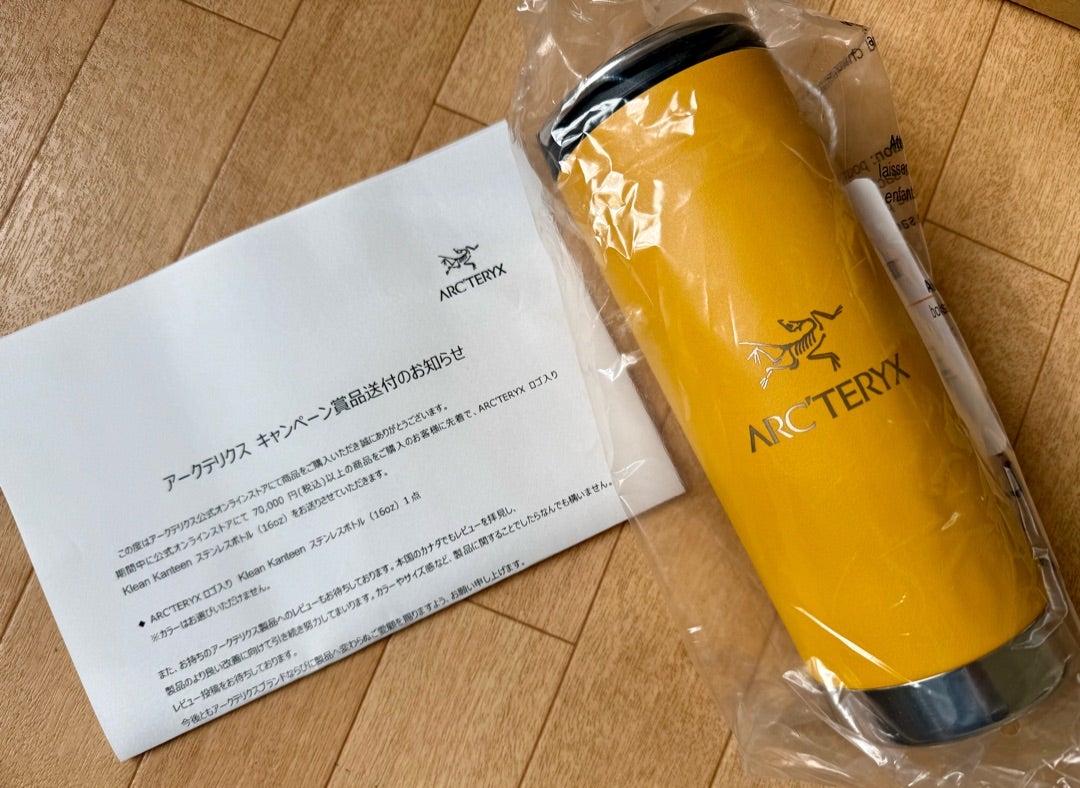 ARC'TERYX
アークテリクス キャンペーン賞品送付のお知らせ
この度はアークテリクス公式オンラインストアにて商品をご購入いただき誠にありがとうございます。
期間中に公式オンラインストアにて 70,000 円(税込)以上の商品をご購入のお客様に先着で、ARC'TERYX ロゴ入り
Klean Kanteen ステンレスボトル (16oz) をお送りさせていただきます。
◆ ARC'TERYX ロゴ入り Klean Kanteen ステンレスボトル (16oz) 1 点
※カラーはお選びいただけません。
また、お持ちのアークテリクス製品へのレビューもお待ちしております。本国のカナダでもレビューを拝見し、
製品のより良い改善に向けて引き続き努力してまいります。カラーやサイズ感など、製品に関することでしたらなんでも構いません。
レビュー投稿をお待ちしております。
今後ともアークテリクスブランドならびに製品へ変わらぬご愛顧を賜りますよう、お願い申し上げます。
ARC'TERYX
laisser
enfant